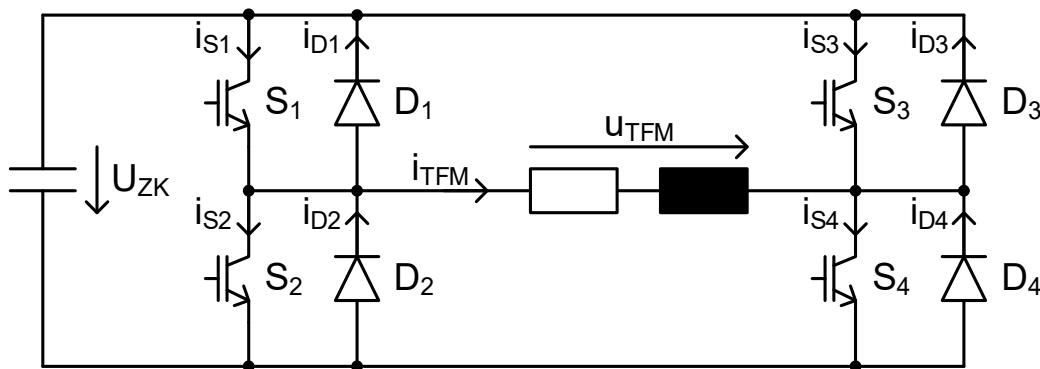 iS1 iD1 iS3 iD3
S1 D1 uTFM S3 D3
UZK iTFM
iS2 iD2 iS4 iD4
S2 D2 S4 D4